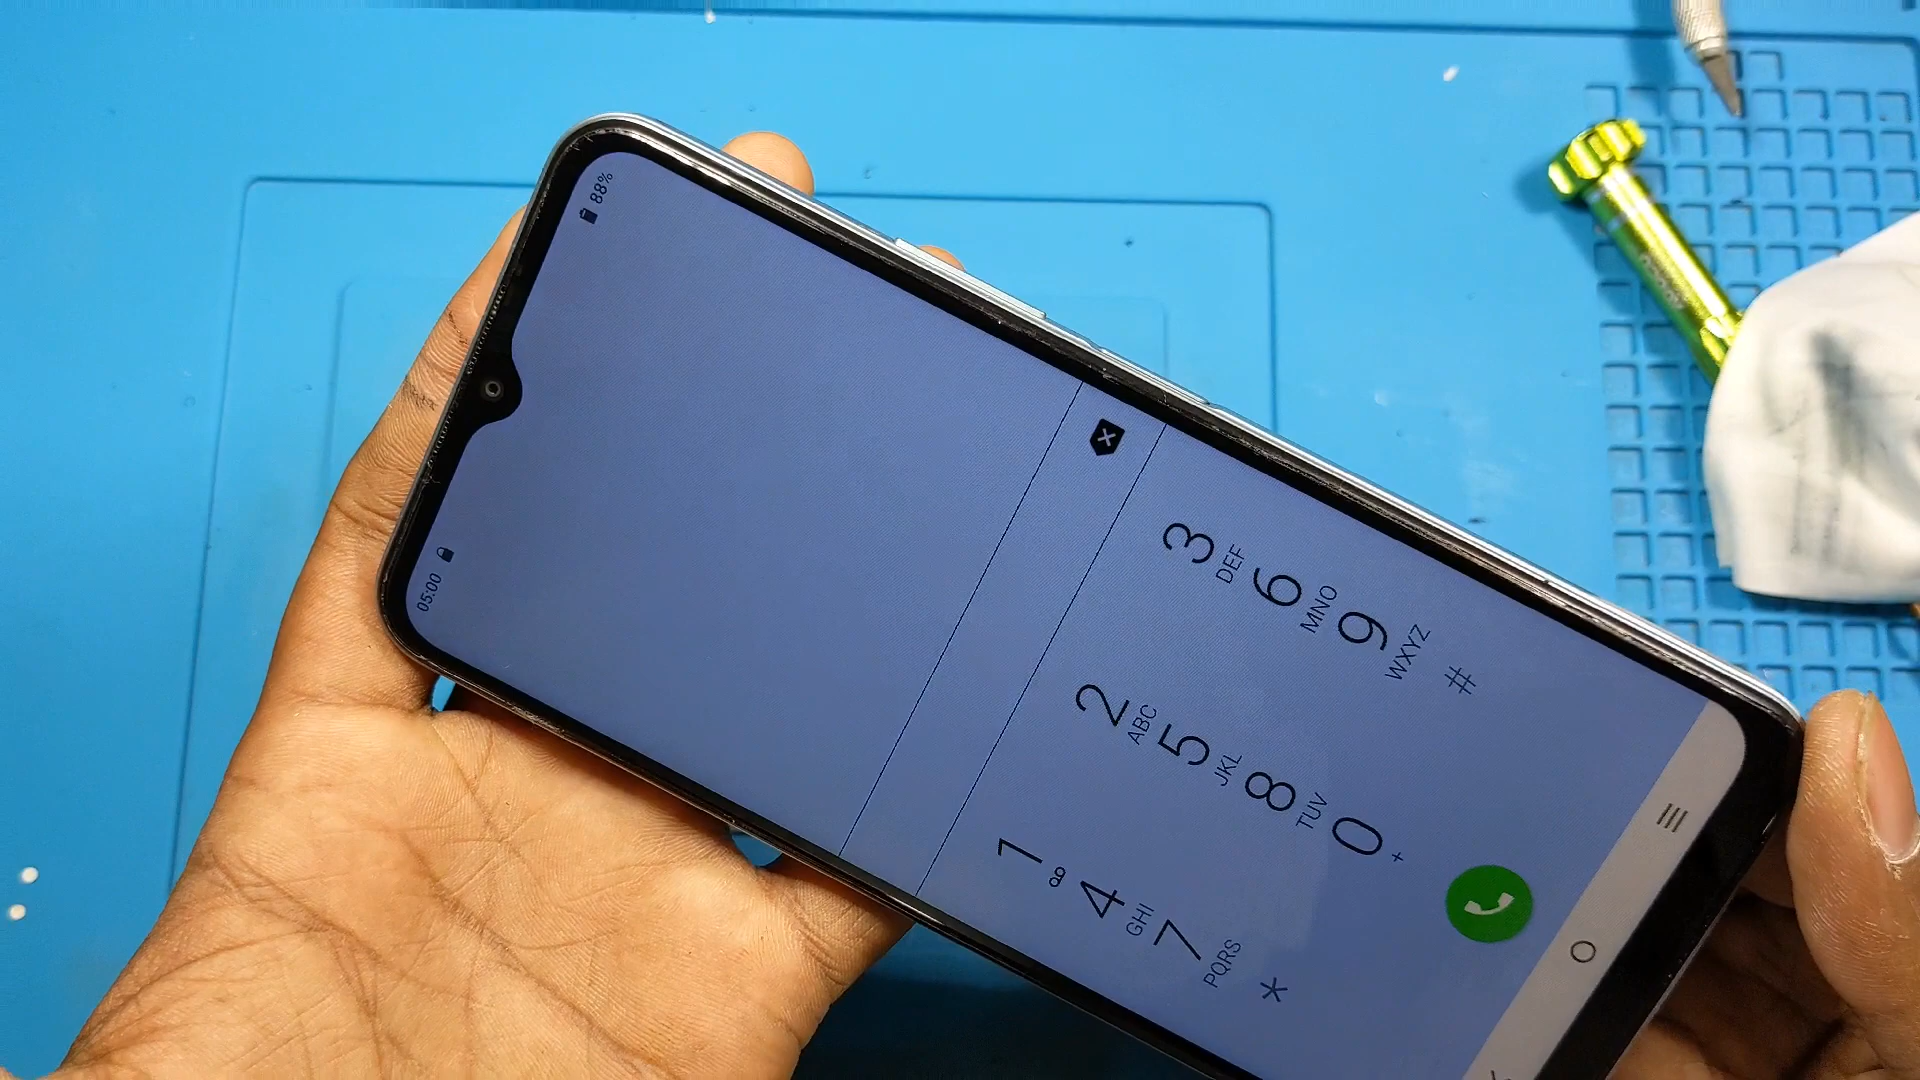 05:00 88%
1 2 3
ABC DEF
4 5 6
GHI JKL MNO
7 8 9
PQRS TUV WXYZ
* 0 #
+